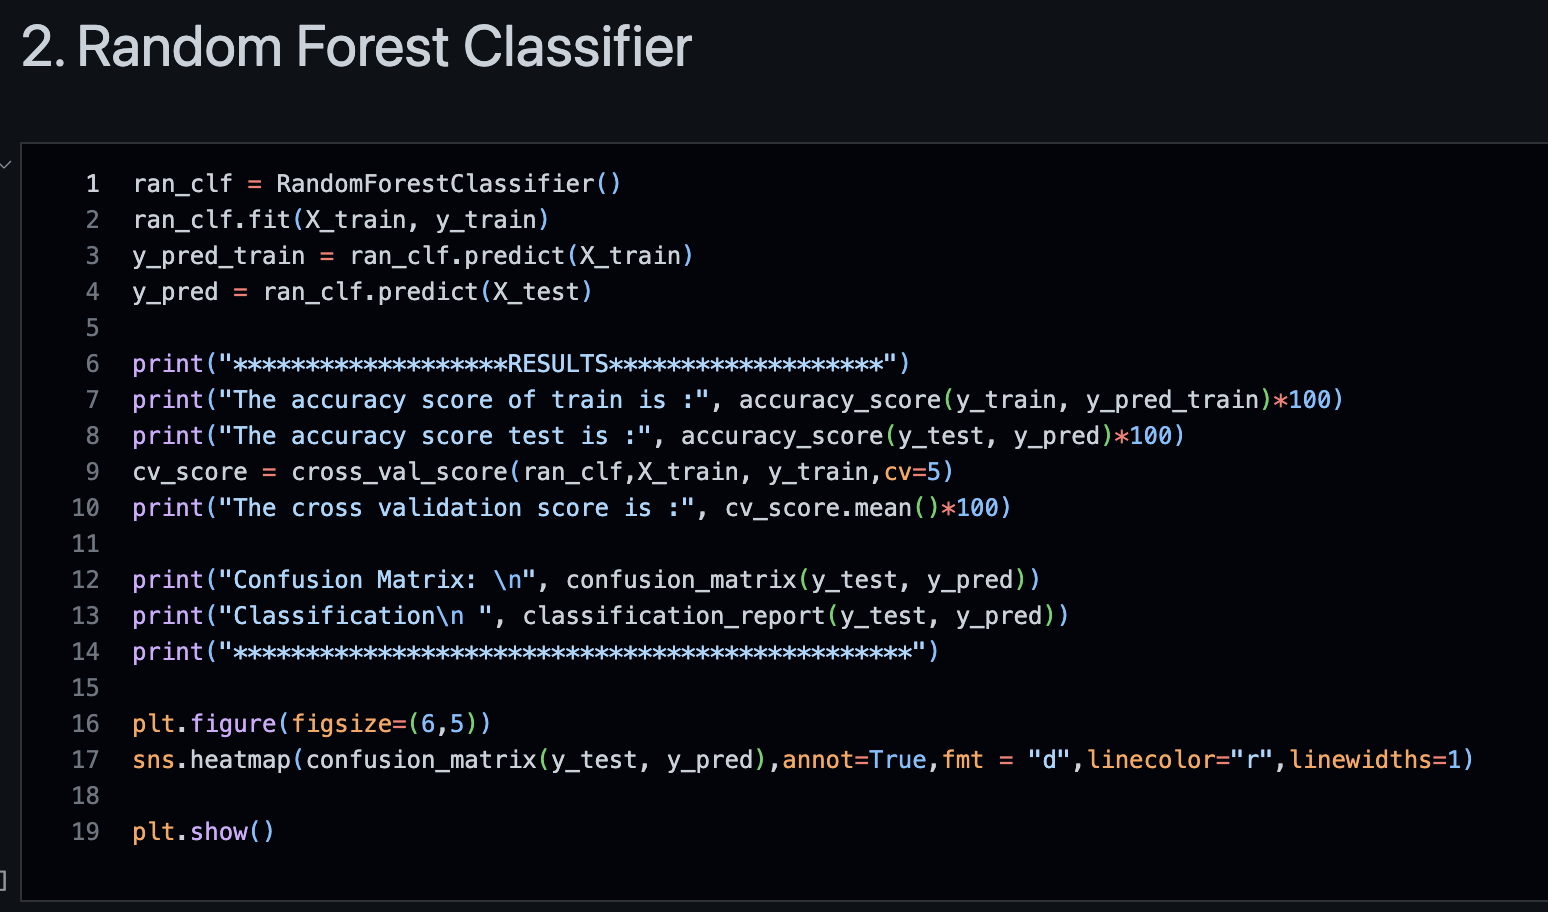 2. Random Forest Classifier
1 ran_clf = RandomForestClassifier()
2 ran_clf.fit(X_train, y_train)
3 y_pred_train = ran_clf.predict(X_train)
4 y_pred = ran_clf.predict(X_test)
5
6 print("*******************RESULTS*******************")
7 print("The accuracy score of train is :", accuracy_score(y_train, y_pred_train)*100)
8 print("The accuracy score test is :", accuracy_score(y_test, y_pred)*100)
9 cv_score = cross_val_score(ran_clf,X_train, y_train,cv=5)
10 print("The cross validation score is :", cv_score.mean()*100)
11
12 print("Confusion Matrix: \n", confusion_matrix(y_test, y_pred))
13 print("Classification\n ", classification_report(y_test, y_pred))
14 print("***********************************************")
15
16 plt.figure(figsize=(6,5))
17 sns.heatmap(confusion_matrix(y_test, y_pred),annot=True,fmt = "d",linecolor="r",linewidths=1)
18
19 plt.show()
]